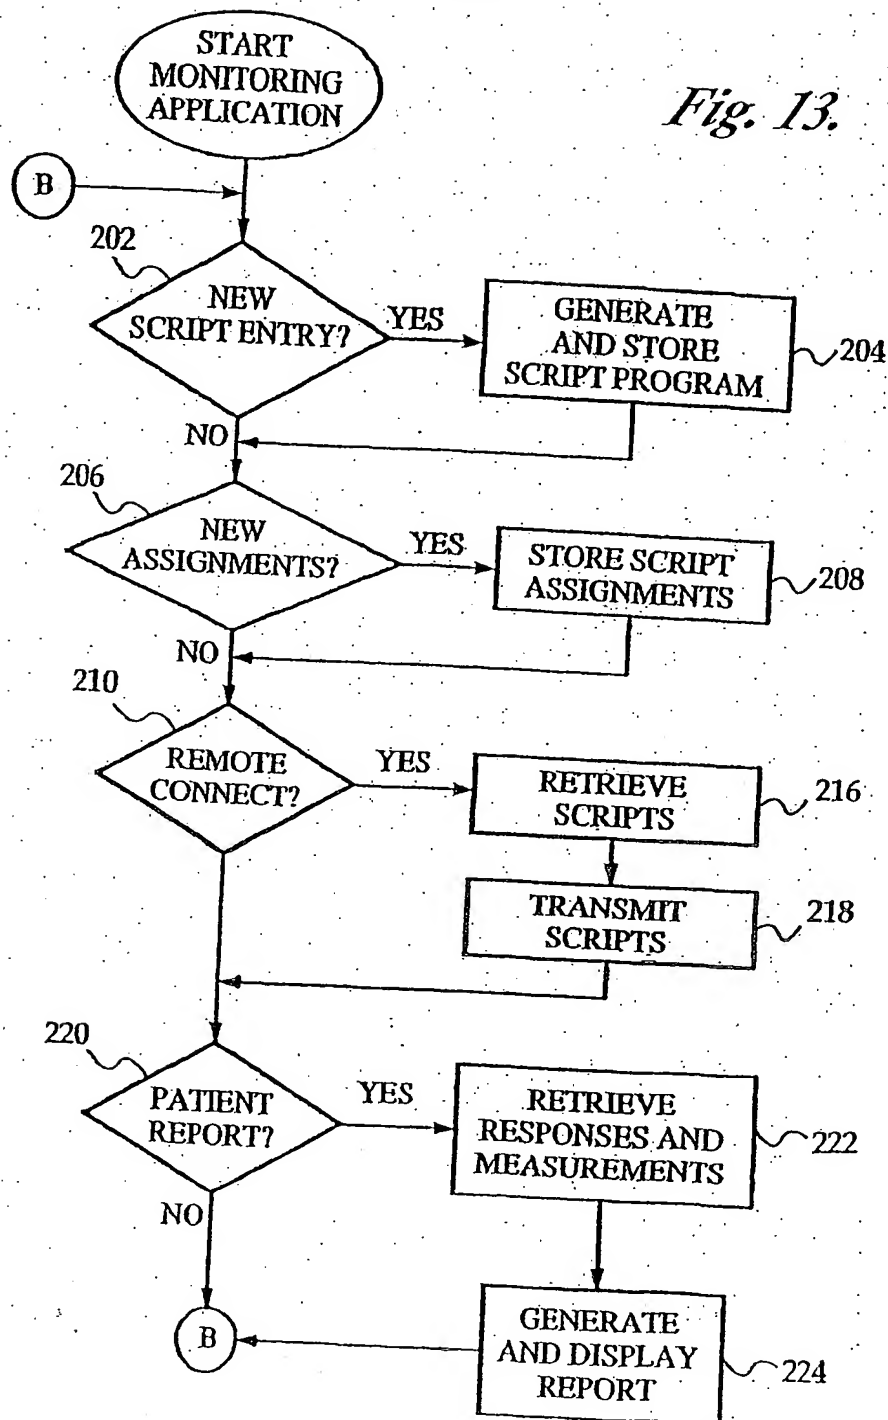 START
MONITORING
APPLICATION
Fig. 13.
B
202
NEW
SCRIPT ENTRY?
YES
GENERATE
AND STORE
SCRIPT PROGRAM
204
NO
206
NEW
ASSIGNMENTS?
YES
STORE SCRIPT
ASSIGNMENTS
208
NO
210
REMOTE
CONNECT?
YES
RETRIEVE
SCRIPTS
216
TRANSMIT
SCRIPTS
218
220
PATIENT
REPORT?
YES
RETRIEVE
RESPONSES AND
MEASUREMENTS
222
NO
B
GENERATE
AND DISPLAY
REPORT
224